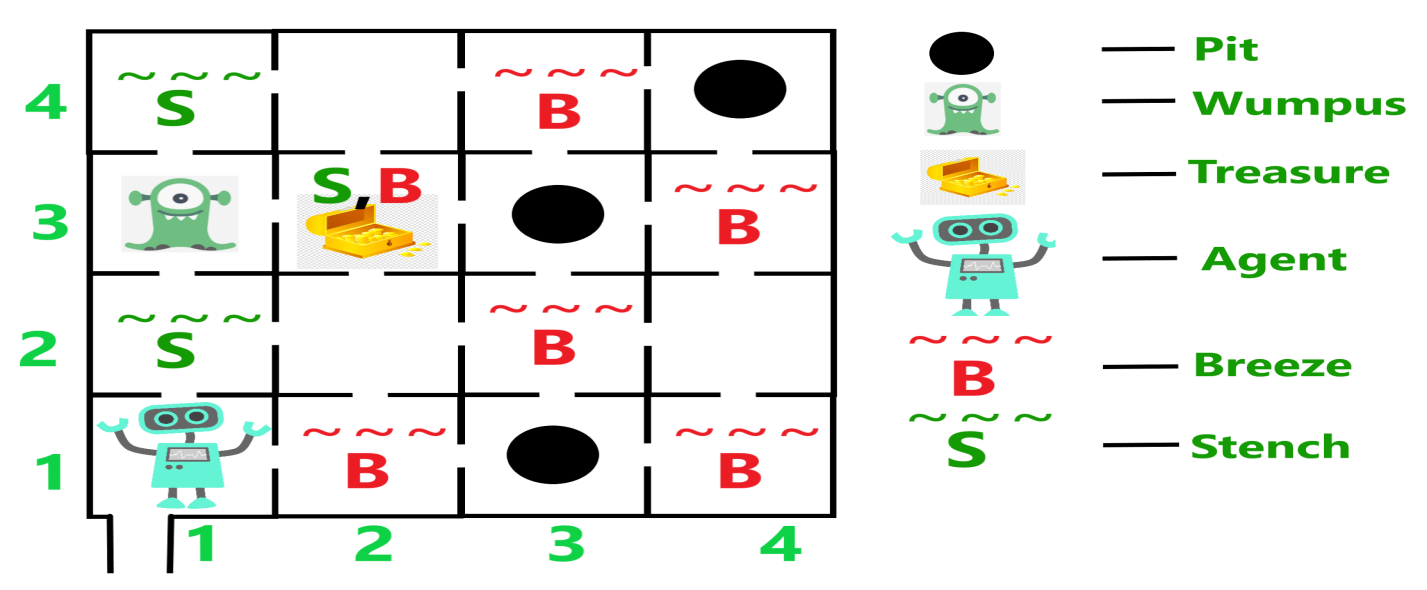 4 ~ ~ ~ ~ ~ ~
S B
S B
3 ~ ~ ~
B
~ ~ ~ ~ ~ ~
2 S B
~ ~ ~ ~ ~ ~
1 B B
1 2 3 4
Pit
Wumpus
Treasure
Agent
~ ~ ~
B Breeze
~ ~ ~
S Stench